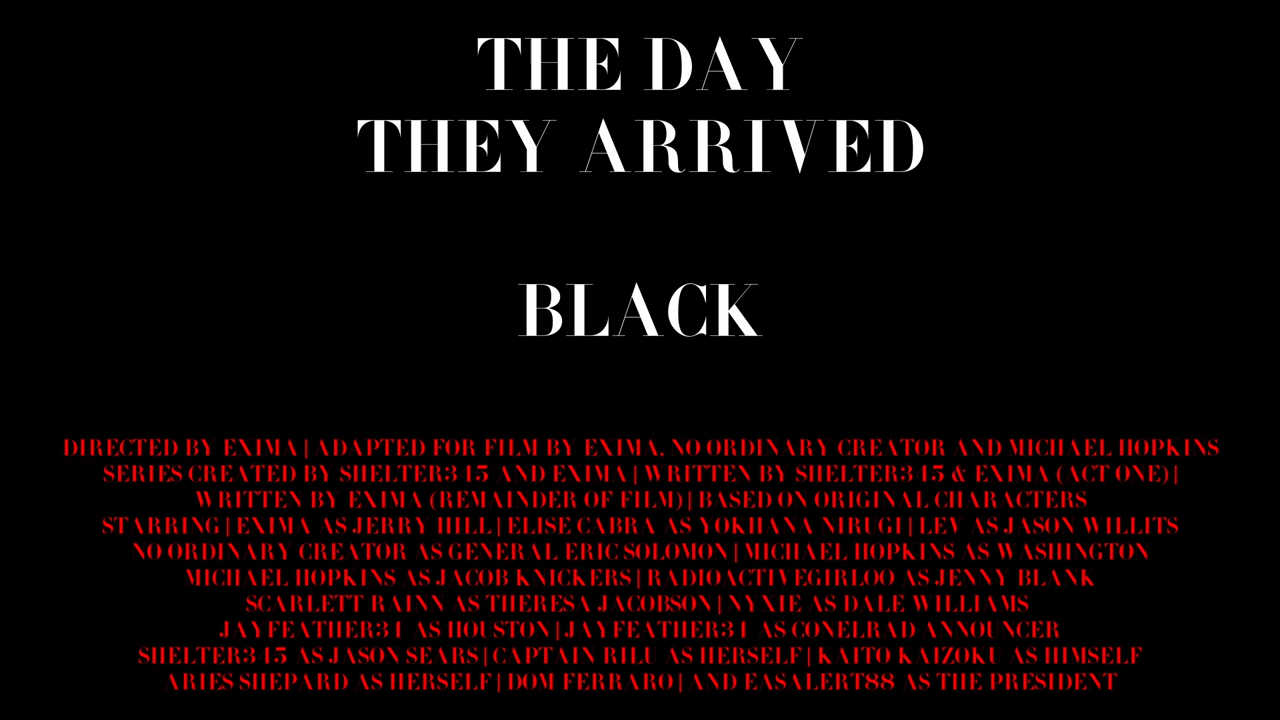 THE DAY
THEY ARRIVED
BLACK
DIRECTED BY EXIMA | ADAPTED FOR FILM BY EXIMA, NO ORDINARY CREATOR AND MICHAEL HOPKINS
SERIES CREATED BY SHELTER345 AND EXIMA | WRITTEN BY SHELTER345 & EXIMA (ACT ONE) |
WRITTEN BY EXIMA (REMAINDER OF FILM) | BASED ON ORIGINAL CHARACTERS
STARRING | EXIMA AS JERRY HILL | ELISE CABRA AS YOKHANA NIRUGI | LEV AS JASON WILLITS
NO ORDINARY CREATOR AS GENERAL ERIC SOLOMON | MICHAEL HOPKINS AS WASHINGTON
MICHAEL HOPKINS AS JACOB KNICKERS | RADIOACTIVEGIRLOO AS JENNY BLANK
SCARLETT RAINN AS THERESA JACOBSON | NYXIE AS DALE WILLIAMS
JAYFEATHER34 AS HOUSTON | JAYFEATHER34 AS CONELRAD ANNOUNCER
SHELTER345 AS JASON SEARS | CAPTAIN RILU AS HERSELF | KAITO KAIZOKU AS HIMSELF
ARIES SHEPARD AS HERSELF | DOM FERRARO | AND EASALERT88 AS THE PRESIDENT